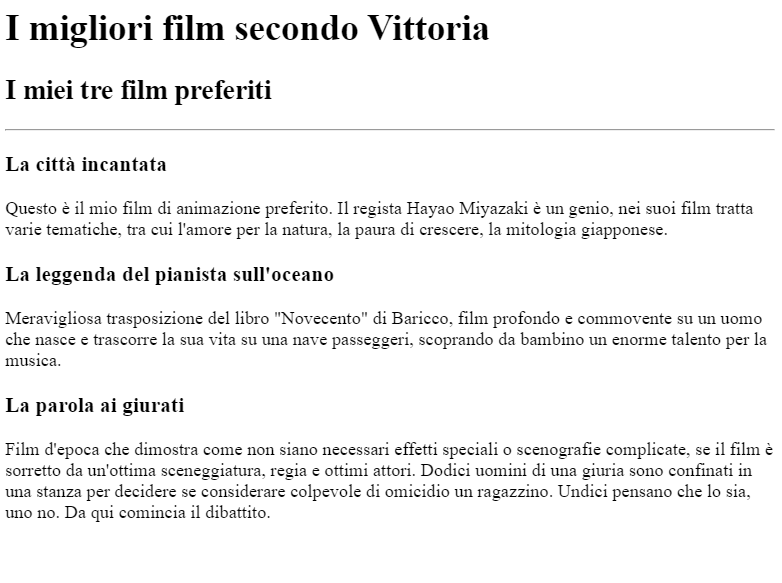 I migliori film secondo Vittoria
I miei tre film preferiti
La città incantata
Questo è il mio film di animazione preferito. Il regista Hayao Miyazaki è un genio, nei suoi film tratta
varie tematiche, tra cui l'amore per la natura, la paura di crescere, la mitologia giapponese.
La leggenda del pianista sull'oceano
Meravigliosa trasposizione del libro "Novecento" di Baricco, film profondo e commovente su un uomo
che nasce e trascorre la sua vita su una nave passeggeri, scoprando da bambino un enorme talento per la
musica.
La parola ai giurati
Film d'epoca che dimostra come non siano necessari effetti speciali o scenografie complicate, se il film è
sorretto da un'ottima sceneggiatura, regia e ottimi attori. Dodici uomini di una giuria sono confinati in
una stanza per decidere se considerare colpevole di omicidio un ragazzino. Undici pensano che lo sia,
uno no. Da qui comincia il dibattito.